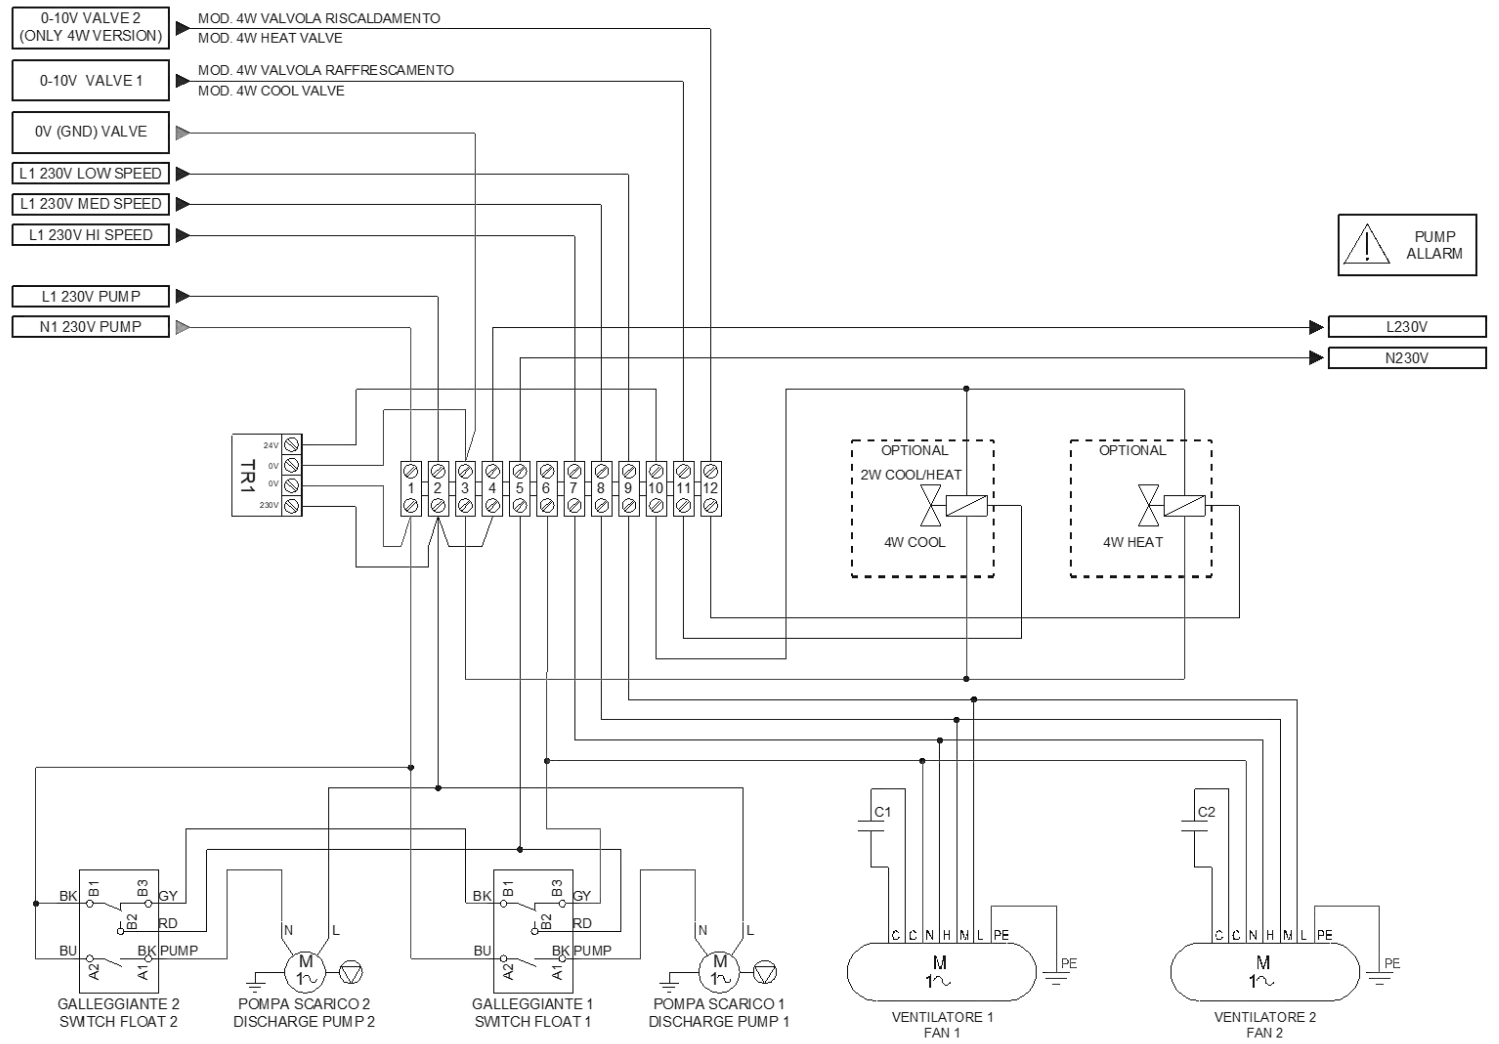 0-10V VALVE 2
(ONLY 4W VERSION)
MOD. 4W VALVOLA RISCALDAMENTO
MOD. 4W HEAT VALVE
0-10V VALVE 1
MOD. 4W VALVOLA RAFFRESCAMENTO
MOD. 4W COOL VALVE
0V (GND) VALVE
L1 230V LOW SPEED
L1 230V MED SPEED
L1 230V HI SPEED
L1 230V PUMP
N1 230V PUMP
PUMP
ALLARM
L230V
N230V
TR1
24V
0V
0V
230V
1 2 3 4 5 6 7 8 9 10 11 12
OPTIONAL
2W COOL/HEAT
4W COOL
OPTIONAL
4W HEAT
C1
C2
BK B1 B3 GY
B2 RD
BU A2 A1 BK PUMP
GALLEGGIANTE 2
SWITCH FLOAT 2
N L
M
1~
POMPA SCARICO 2
DISCHARGE PUMP 2
BK B1 B3 GY
B2 RD
BU A2 A1 BK PUMP
GALLEGGIANTE 1
SWITCH FLOAT 1
N L
M
1~
POMPA SCARICO 1
DISCHARGE PUMP 1
C C N H M L PE
M
1~
PE
VENTILATORE 1
FAN 1
C C N H M L PE
M
1~
PE
VENTILATORE 2
FAN 2